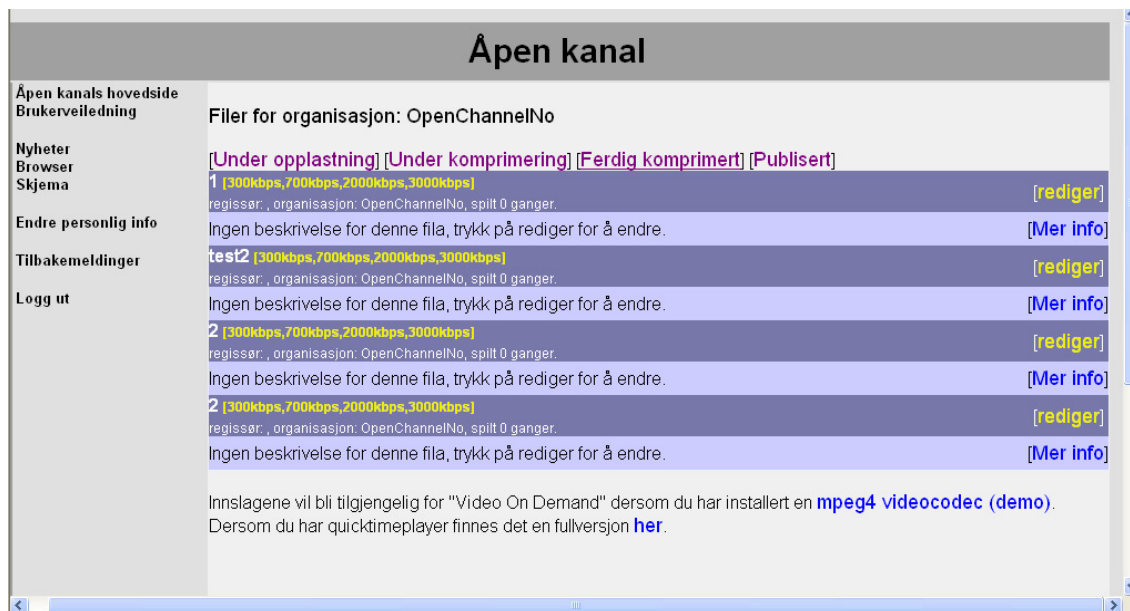 Åpen kanal
Åpen kanals hovedside
Brukerveiledning
Nyheter
Browser
Skjema
Endre personlig info
Tilbakemeldinger
Logg ut
Filer for organisasjon: OpenChannelNo
[Under opplastning] [Under komprimering] [Ferdig komprimert] [Publisert]
1 [300kbps,700kbps,2000kbps,3000kbps]
regissør: , organisasjon: OpenChannelNo, spilt 0 ganger.
[rediger]
Ingen beskrivelse for denne fila, trykk på rediger for å endre.
[Mer info]
test2 [300kbps,700kbps,2000kbps,3000kbps]
regissør: , organisasjon: OpenChannelNo, spilt 0 ganger.
[rediger]
Ingen beskrivelse for denne fila, trykk på rediger for å endre.
[Mer info]
2 [300kbps,700kbps,2000kbps,3000kbps]
regissør: , organisasjon: OpenChannelNo, spilt 0 ganger.
[rediger]
Ingen beskrivelse for denne fila, trykk på rediger for å endre.
[Mer info]
2 [300kbps,700kbps,2000kbps,3000kbps]
regissør: , organisasjon: OpenChannelNo, spilt 0 ganger.
[rediger]
Ingen beskrivelse for denne fila, trykk på rediger for å endre.
[Mer info]
Innslagene vil bli tilgjengelig for "Video On Demand" dersom du har installert en mpeg4 videocodec (demo).
Dersom du har quicktimeplayer finnes det en fullversjon her.